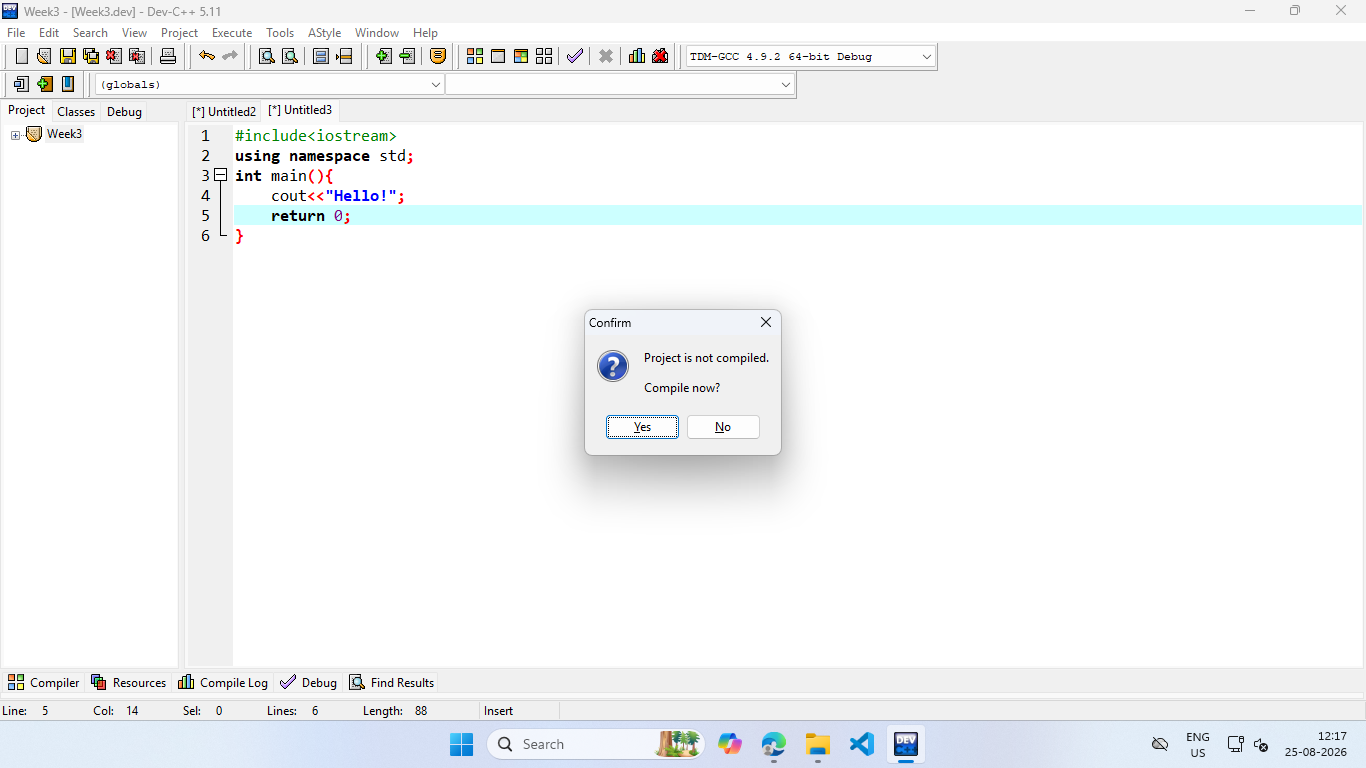 Week3 - [Week3.dev] - Dev-C++ 5.11
File Edit Search View Project Execute Tools AStyle Window Help
TDM-GCC 4.9.2 64-bit Debug
(globals)
Project Classes Debug
[*] Untitled2 [*] Untitled3
Week3
1 #include<iostream>
2 using namespace std;
3 int main(){
4 cout<<"Hello!";
5 return 0;
6 }
Confirm
Project is not compiled.
Compile now?
Yes No
Compiler Resources Compile Log Debug Find Results
Line: 5 Col: 14 Sel: 0 Lines: 6 Length: 88 Insert
Search
DEV
ENG
US
12:17
25-08-2026